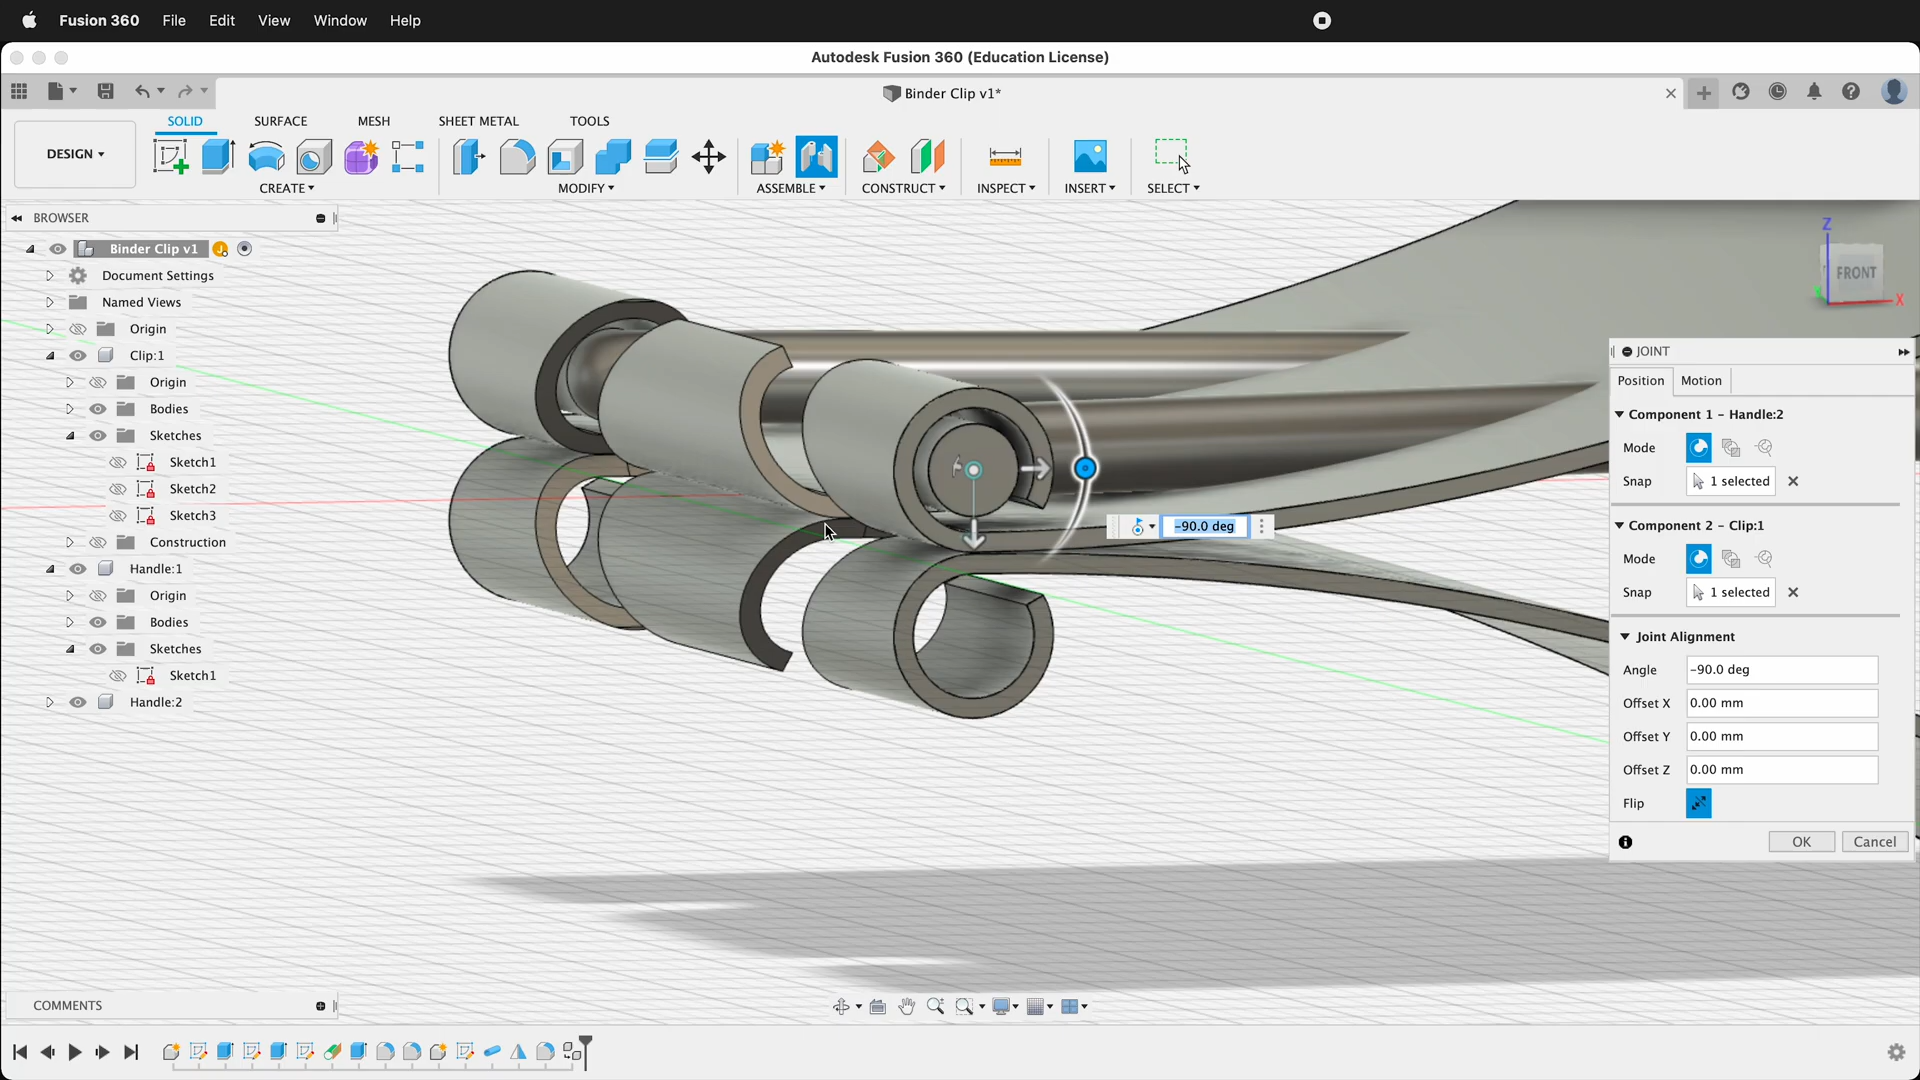 Fusion 360 File Edit View Window Help
Autodesk Fusion 360 (Education License)
Binder Clip v1*
SOLID SURFACE MESH SHEET METAL TOOLS
DESIGN
CREATE MODIFY ASSEMBLE CONSTRUCT INSPECT INSERT SELECT
BROWSER
Binder Clip v1
Document Settings
Named Views
Origin
Clip:1
Origin
Bodies
Sketches
Sketch1
Sketch2
Sketch3
Construction
Handle:1
Origin
Bodies
Sketches
Sketch1
Handle:2
Z
FRONT
X
-90.0 deg
JOINT
Position Motion
Component 1 - Handle:2
Mode
Snap 1 selected
Component 2 - Clip:1
Mode
Snap 1 selected
Joint Alignment
Angle -90.0 deg
Offset X 0.00 mm
Offset Y 0.00 mm
Offset Z 0.00 mm
Flip
OK Cancel
COMMENTS